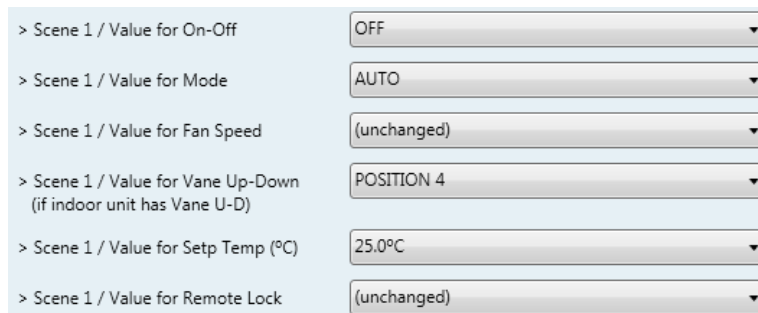 > Scene 1 / Value for On-Off OFF
> Scene 1 / Value for Mode AUTO
> Scene 1 / Value for Fan Speed (unchanged)
> Scene 1 / Value for Vane Up-Down POSITION 4
(if indoor unit has Vane U-D)
> Scene 1 / Value for Setp Temp (ºC) 25.0ºC
> Scene 1 / Value for Remote Lock (unchanged)